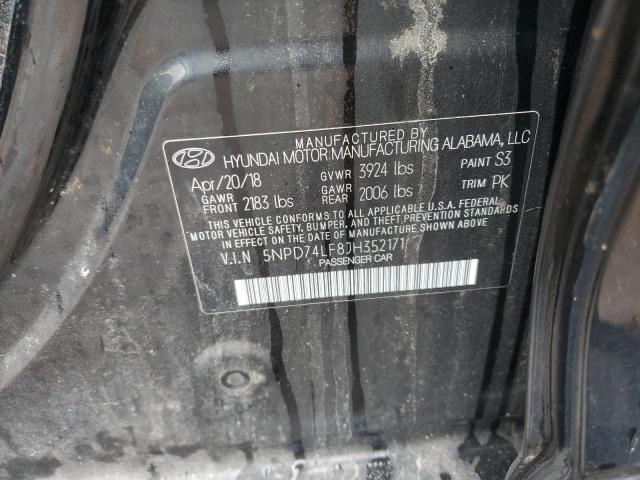 MANUFACTURED BY
HYUNDAI MOTOR MANUFACTURING ALABAMA, LLC
Apr/20/18 GVWR 3924 lbs PAINT S3
GAWR FRONT 2183 lbs GAWR REAR 2006 lbs TRIM PK
THIS VEHICLE CONFORMS TO ALL APPLICABLE U.S.A. FEDERAL
MOTOR VEHICLE SAFETY, BUMPER, AND THEFT PREVENTION STANDARDS
IN EFFECT ON THE DATE OF MANUFACTURE SHOWN ABOVE.
V.I.N 5NPD74LF8JH352171
PASSENGER CAR